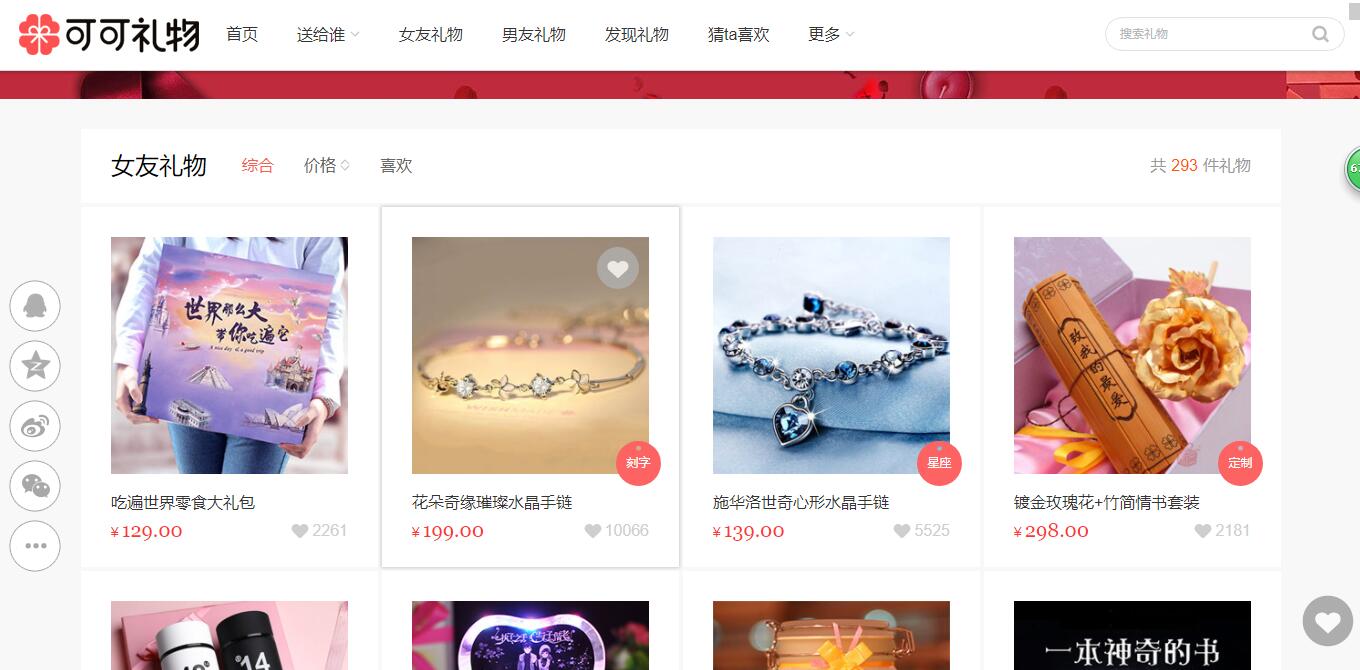 可可礼物 首页 送给谁 女友礼物 男友礼物 发现礼物 猜ta喜欢 更多 搜索礼物
女友礼物 综合 价格 喜欢 共 293 件礼物
世界那么大
带你吃遍它
A nice day & a good trip
致我的最爱
刻字 星座 定制
吃遍世界零食大礼包 花朵奇缘璀璨水晶手链 施华洛世奇心形水晶手链 镀金玫瑰花+竹简情书套装
¥129.00 2261 ¥199.00 10066 ¥139.00 5525 ¥298.00 2181
一本神奇的书